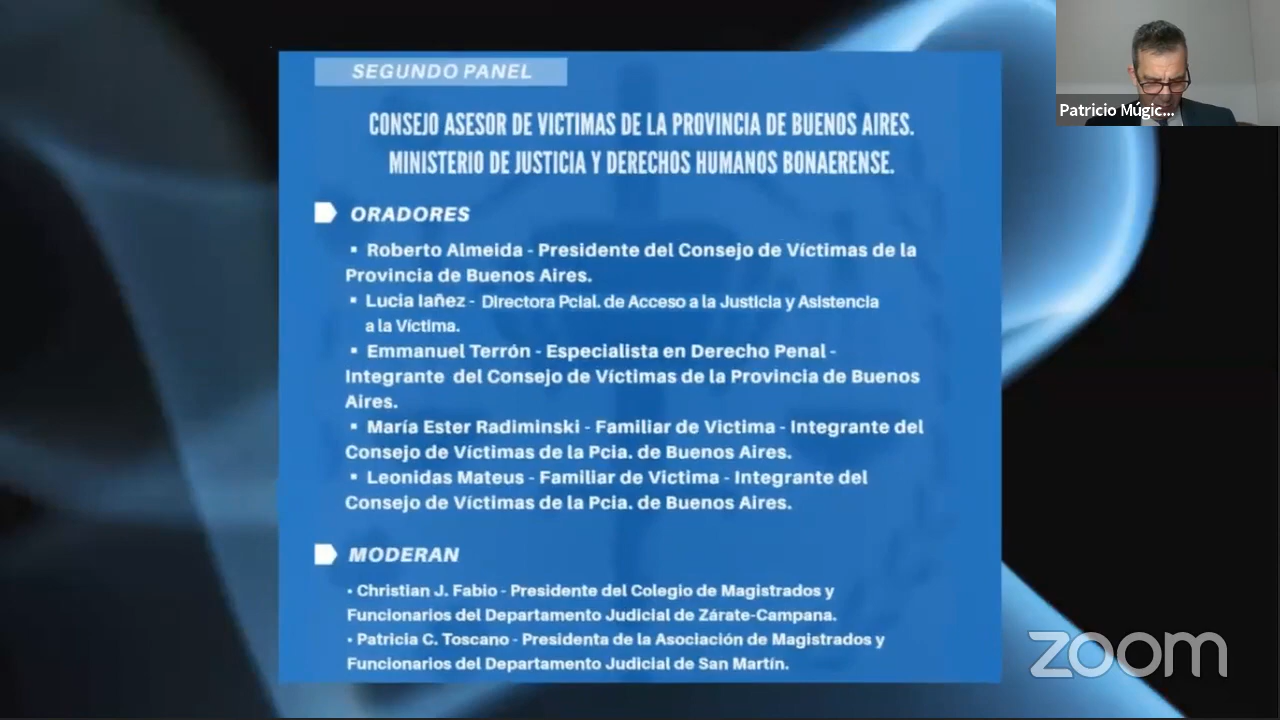 SEGUNDO PANEL
CONSEJO ASESOR DE VICTIMAS DE LA PROVINCIA DE BUENOS AIRES.
MINISTERIO DE JUSTICIA Y DERECHOS HUMANOS BONAERENSE.
ORADORES
▪ Roberto Almeida - Presidente del Consejo de Víctimas de la
Provincia de Buenos Aires.
▪ Lucia Iañez - Directora Pcial. de Acceso a la Justicia y Asistencia
a la Víctima.
▪ Emmanuel Terrón - Especialista en Derecho Penal -
Integrante del Consejo de Víctimas de la Provincia de Buenos
Aires.
▪ María Ester Radiminski - Familiar de Victima - Integrante del
Consejo de Víctimas de la Pcia. de Buenos Aires.
▪ Leonidas Mateus - Familiar de Victima - Integrante del
Consejo de Víctimas de la Pcia. de Buenos Aires.
MODERAN
• Christian J. Fabio - Presidente del Colegio de Magistrados y
Funcionarios del Departamento Judicial de Zárate-Campana.
• Patricia C. Toscano - Presidenta de la Asociación de Magistrados y
Funcionarios del Departamento Judicial de San Martín.
Patricio Múgic...
zoom